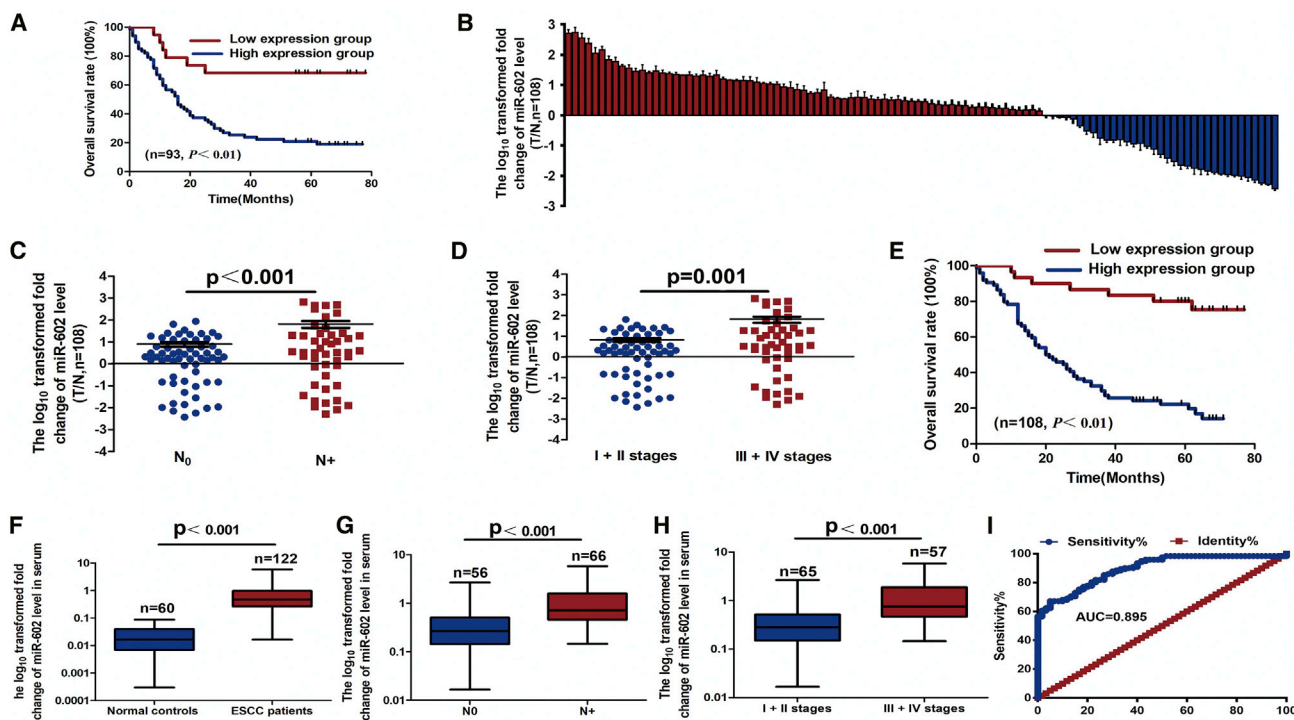 A
Overall survival rate (100%)
100
80
60
40
20
0
Low expression group
High expression group
(n=93, P< 0.01)
0
20
40
60
80
Time(Months)
B
The log10 transformed fold
change of miR-602 level
(T/N,n=108)
3
2
1
0
-1
-2
-3
C
The log10 transformed fold
change of miR-602 level
(T/N,n=108)
p<0.001
4
3
2
1
0
-1
-2
-3
-4
N0
N+
D
The log10 transformed fold
change of miR-602 level
(T/N,n=108)
p=0.001
4
3
2
1
0
-1
-2
-3
-4
I + II stages
III + IV stages
E
Low expression group
High expression group
Overall survival rate (100%)
100
80
60
40
20
0
(n=108, P< 0.01)
0
20
40
60
80
Time(Months)
F
he log10 transformed fold
change of miR-602 level in serum
p< 0.001
n=122
n=60
10
1
0.1
0.01
0.001
0.0001
Normal controls
ESCC patients
G
The log10 transformed fold
change of miR-602 level in serum
p< 0.001
n=66
n=56
10
1
0.1
0.01
N0
N+
H
The log10 transformed fold
change of miR-602 level in serum
p< 0.001
n=57
n=65
10
1
0.1
0.01
I + II stages
III + IV stages
I
Sensitivity%
Identity%
Sensitivity%
100
80
60
40
20
0
AUC=0.895
0
20
40
60
80
100